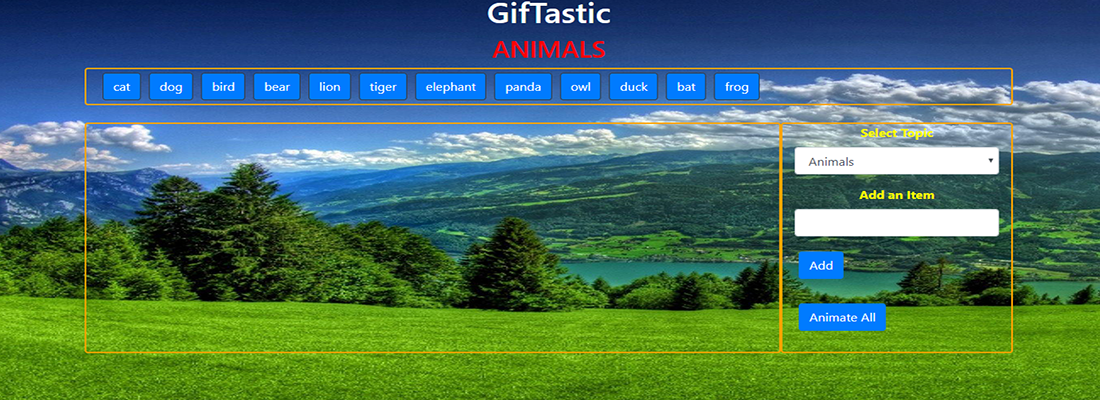 GifTastic
ANIMALS
cat dog bird bear lion tiger elephant panda owl duck bat frog
Select Topic
Animals
Add an Item
Add
Animate All